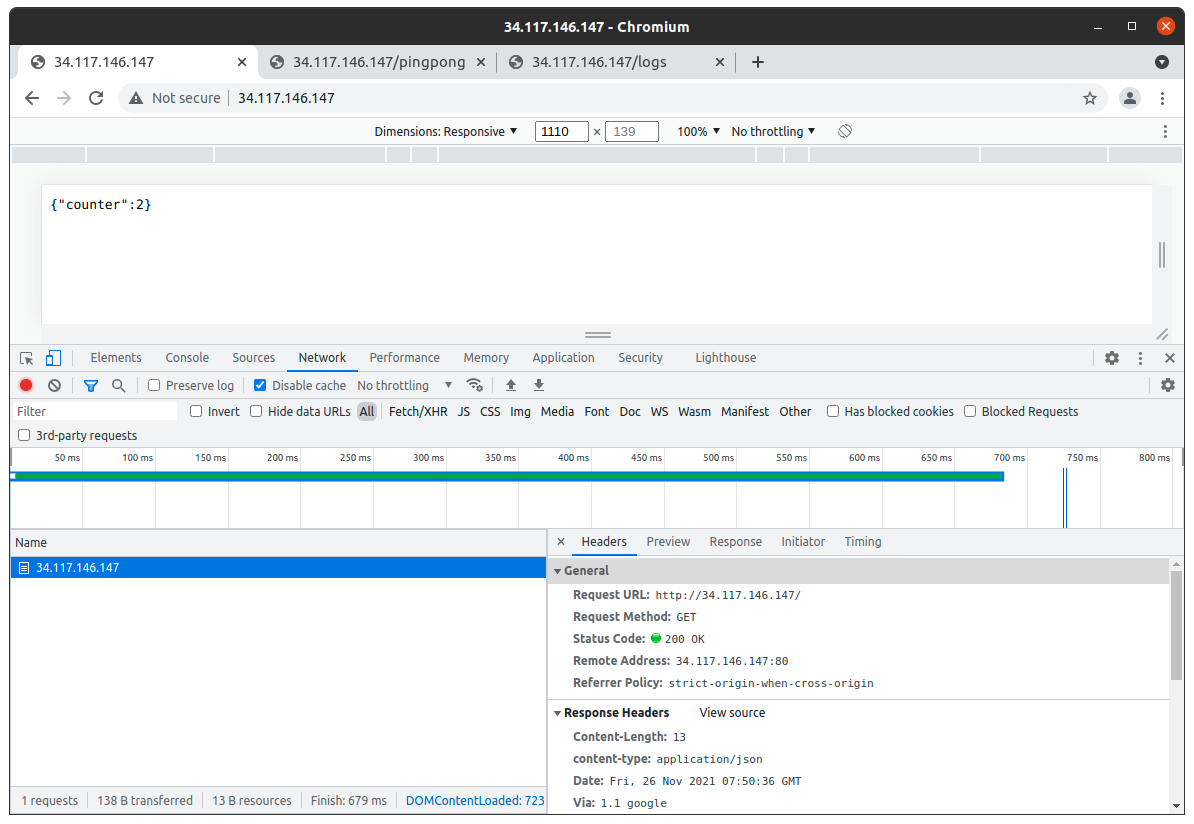 34.117.146.147 - Chromium
34.117.146.147
34.117.146.147/pingpong
34.117.146.147/logs
Not secure
34.117.146.147
Dimensions: Responsive
1110
×
139
100%
No throttling
{"counter":2}
Elements Console Sources Network Performance Memory Application Security Lighthouse
Preserve log Disable cache No throttling
Filter Invert Hide data URLs All Fetch/XHR JS CSS Img Media Font Doc WS Wasm Manifest Other Has blocked cookies Blocked Requests
3rd-party requests
50 ms 100 ms 150 ms 200 ms 250 ms 300 ms 350 ms 400 ms 450 ms 500 ms 550 ms 600 ms 650 ms 700 ms 750 ms 800 ms
Name
34.117.146.147
1 requests 138 B transferred 13 B resources Finish: 679 ms DOMContentLoaded: 723
Headers Preview Response Initiator Timing
General
Request URL: http://34.117.146.147/
Request Method: GET
Status Code: 200 OK
Remote Address: 34.117.146.147:80
Referrer Policy: strict-origin-when-cross-origin
Response Headers View source
Content-Length: 13
content-type: application/json
Date: Fri, 26 Nov 2021 07:50:36 GMT
Via: 1.1 google